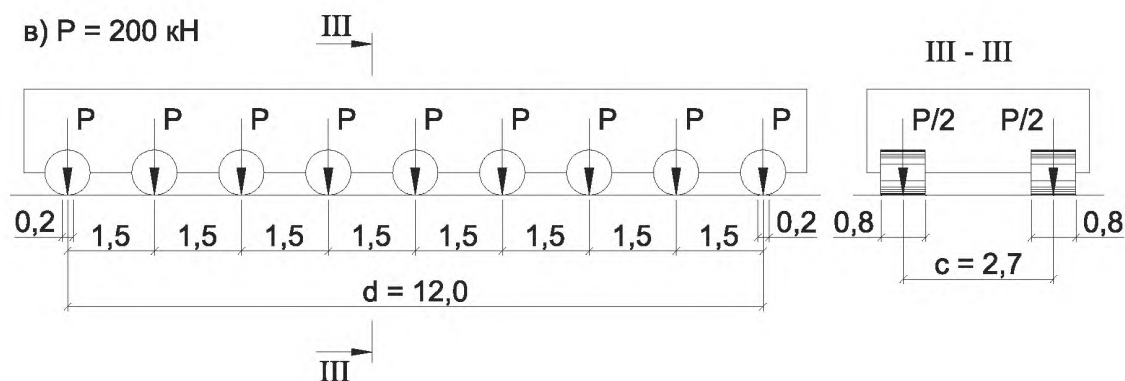 в) P = 200 кН
III
III - III
P P P P P P P P P
P/2 P/2
0,2 1,5 1,5 1,5 1,5 1,5 1,5 1,5 1,5 0,2
0,8 0,8
d = 12,0
c = 2,7
III